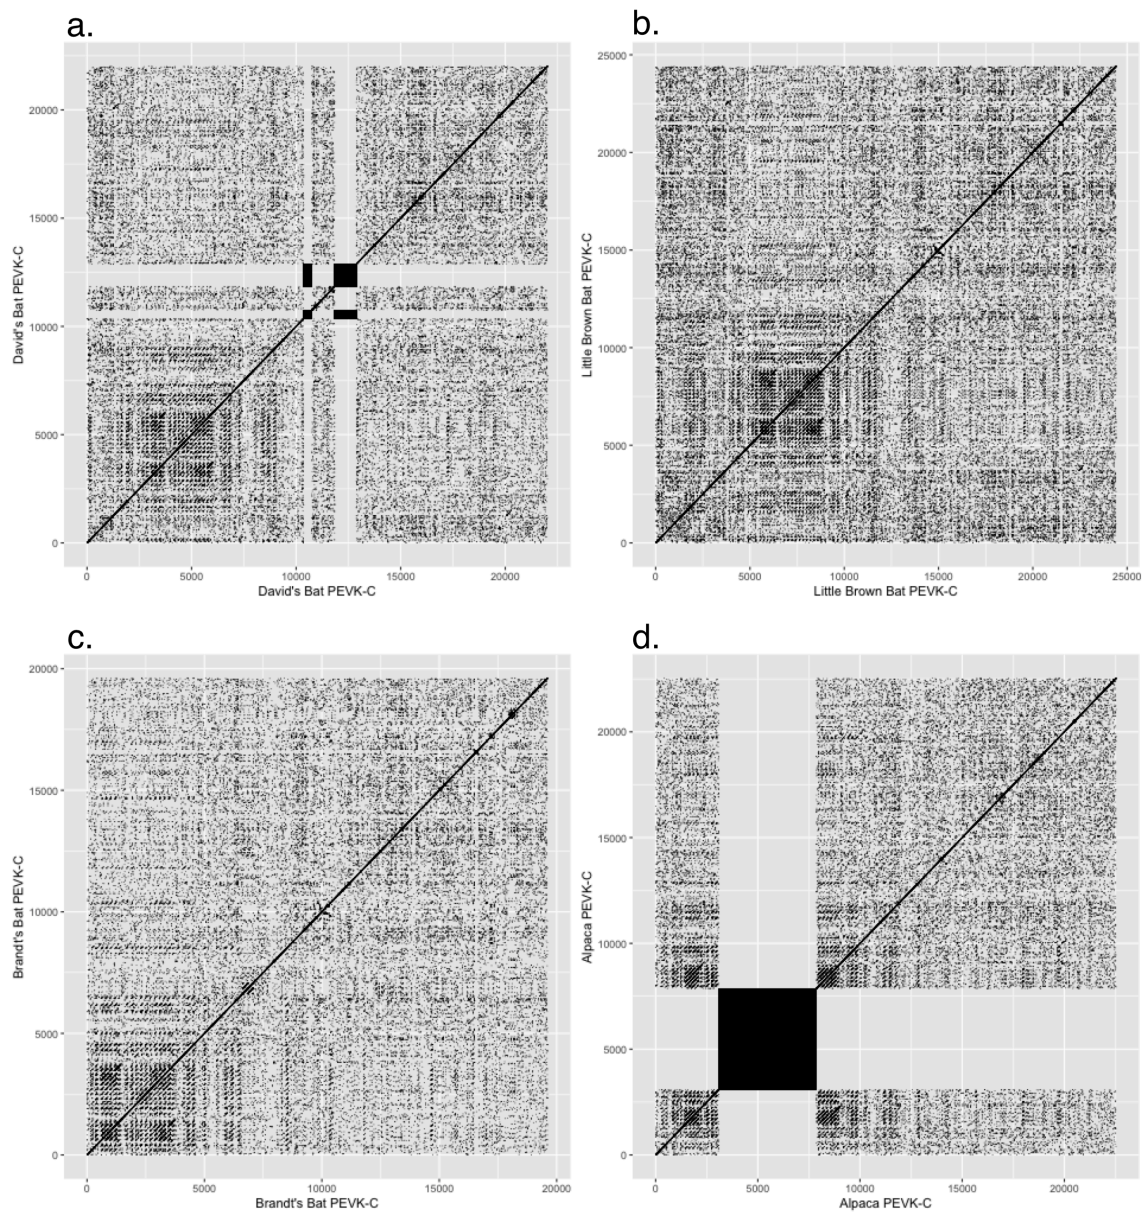 a.
David's Bat PEVK-C
20000
15000
10000
5000
0
0 5000 10000 15000 20000
David's Bat PEVK-C
b.
Little Brown Bat PEVK-C
25000
20000
15000
10000
5000
0
0 5000 10000 15000 20000 25000
Little Brown Bat PEVK-C
c.
Brandt's Bat PEVK-C
20000
15000
10000
5000
0
0 5000 10000 15000 20000
Brandt's Bat PEVK-C
d.
Alpaca PEVK-C
20000
15000
10000
5000
0
0 5000 10000 15000 20000
Alpaca PEVK-C